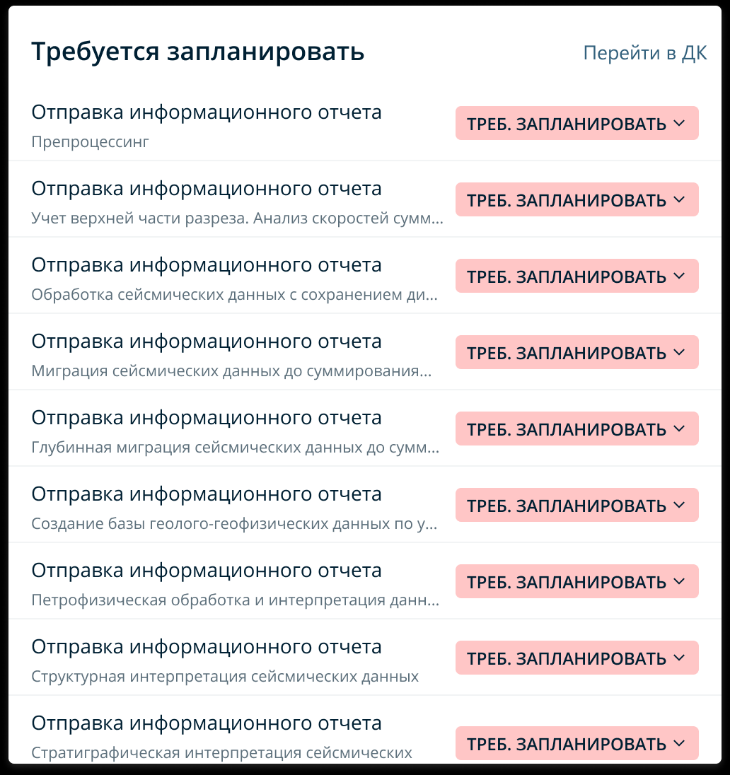 Требуется запланировать
Перейти в ДК
Отправка информационного отчета
ТРЕБ. ЗАПЛАНИРОВАТЬ
Препроцессинг
Отправка информационного отчета
ТРЕБ. ЗАПЛАНИРОВАТЬ
Учет верхней части разреза. Анализ скоростей сумм...
Отправка информационного отчета
ТРЕБ. ЗАПЛАНИРОВАТЬ
Обработка сейсмических данных с сохранением ди...
Отправка информационного отчета
ТРЕБ. ЗАПЛАНИРОВАТЬ
Миграция сейсмических данных до суммирования...
Отправка информационного отчета
ТРЕБ. ЗАПЛАНИРОВАТЬ
Глубинная миграция сейсмических данных до сумм...
Отправка информационного отчета
ТРЕБ. ЗАПЛАНИРОВАТЬ
Создание базы геолого-геофизических данных по у...
Отправка информационного отчета
ТРЕБ. ЗАПЛАНИРОВАТЬ
Петрофизическая обработка и интерпретация данн...
Отправка информационного отчета
ТРЕБ. ЗАПЛАНИРОВАТЬ
Структурная интерпретация сейсмических данных
Отправка информационного отчета
ТРЕБ. ЗАПЛАНИРОВАТЬ
Стратиграфическая интерпретация сейсмических